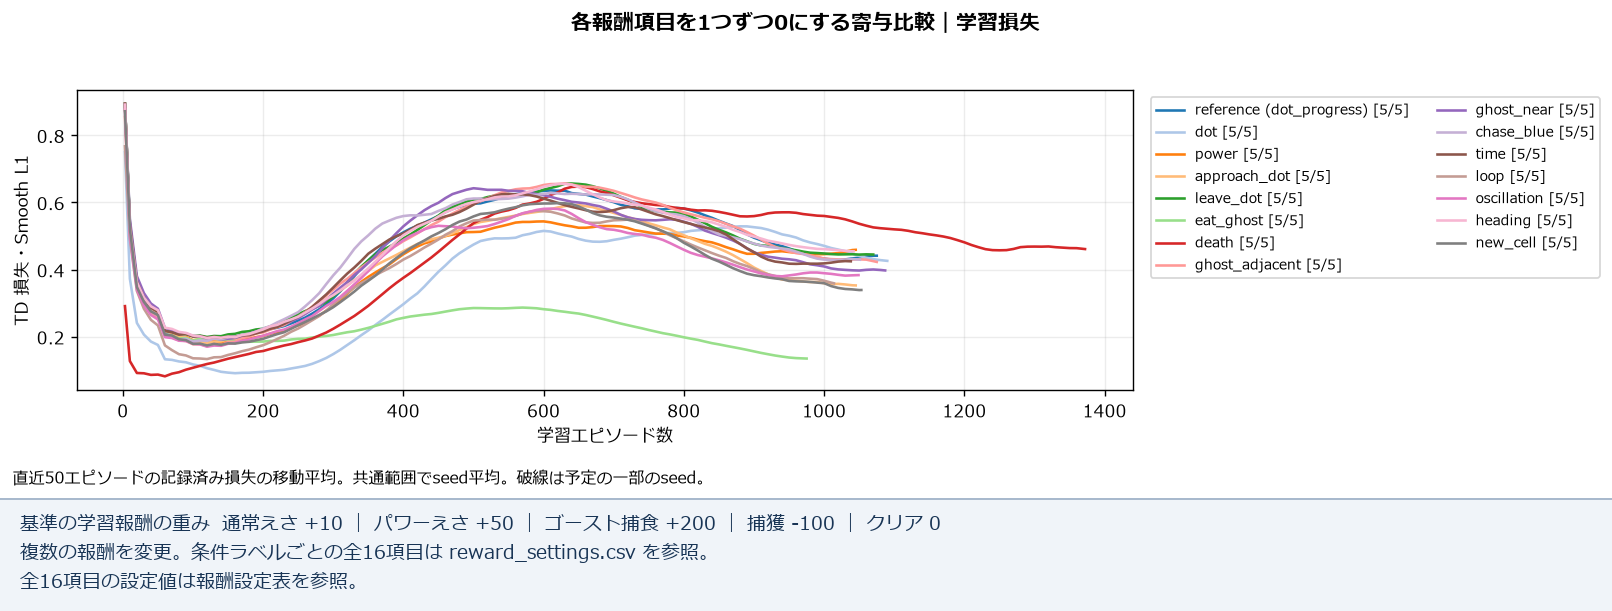 各報酬項目を1つずつ0にする寄与比較｜学習損失
TD 損失・Smooth L1
0.8
0.6
0.4
0.2
0
200
400
600
800
1000
1200
1400
学習エピソード数
reference (dot_progress) [5/5]
dot [5/5]
power [5/5]
approach_dot [5/5]
leave_dot [5/5]
eat_ghost [5/5]
death [5/5]
ghost_adjacent [5/5]
ghost_near [5/5]
chase_blue [5/5]
time [5/5]
loop [5/5]
oscillation [5/5]
heading [5/5]
new_cell [5/5]
直近50エピソードの記録済み損失の移動平均。共通範囲でseed平均。破線は予定の一部のseed。
基準の学習報酬の重み 通常えさ +10 ｜ パワーえさ +50 ｜ ゴースト捕食 +200 ｜ 捕獲 -100 ｜ クリア 0
複数の報酬を変更。条件ラベルごとの全16項目は reward_settings.csv を参照。
全16項目の設定値は報酬設定表を参照。